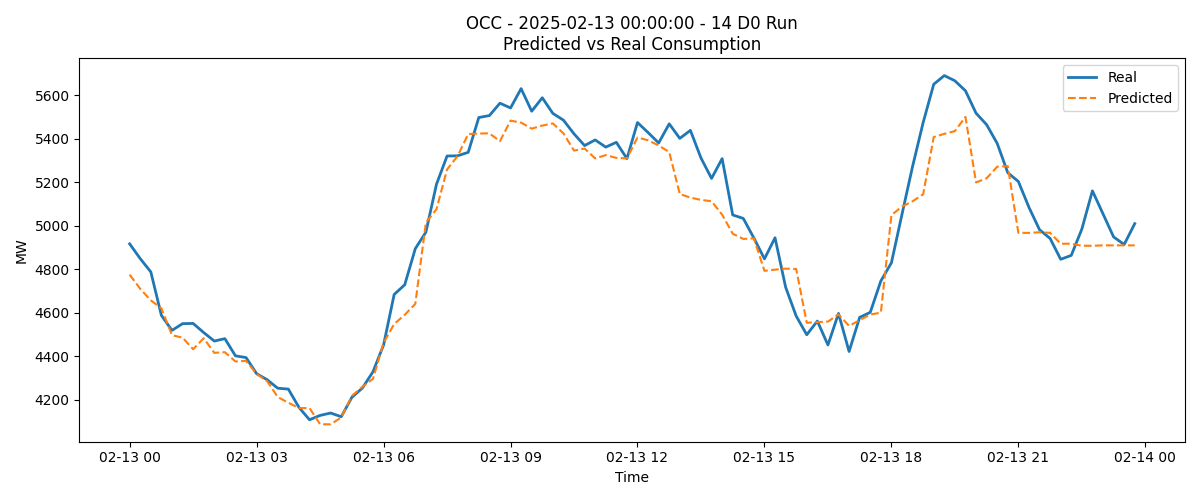 OCC - 2025-02-13 00:00:00 - 14 D0 Run
Predicted vs Real Consumption
Real
Predicted
MW
5600
5400
5200
5000
4800
4600
4400
4200
02-13 00
02-13 03
02-13 06
02-13 09
02-13 12
02-13 15
02-13 18
02-13 21
02-14 00
Time